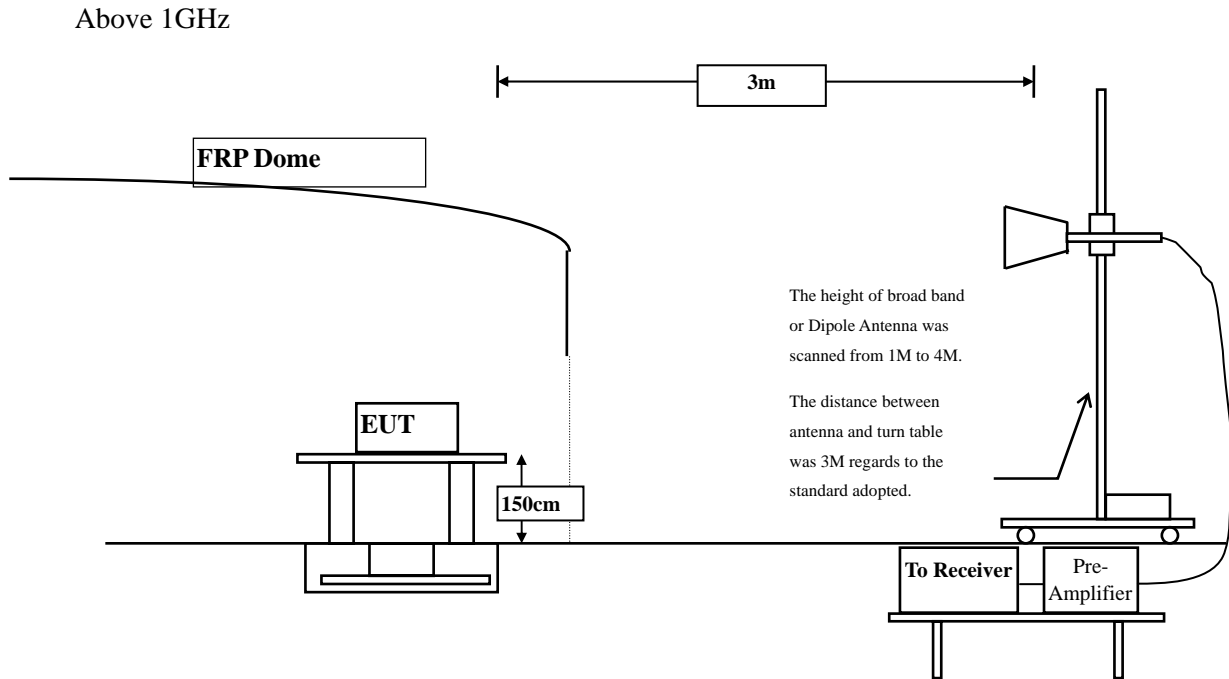 Above 1GHz
3m
FRP Dome
The height of broad band
or Dipole Antenna was
scanned from 1M to 4M.
The distance between
antenna and turn table
was 3M regards to the
standard adopted.
EUT
150cm
To Receiver
Pre-
Amplifier